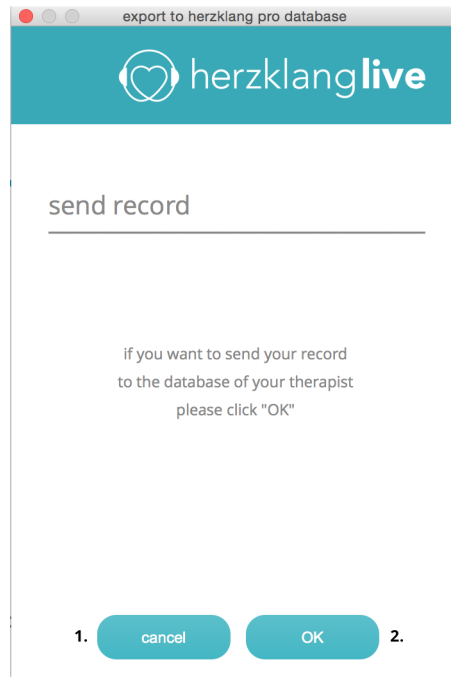 export to herzklang pro database
herzklanglive
send record
if you want to send your record
to the database of your therapist
please click "OK"
1. cancel OK 2.